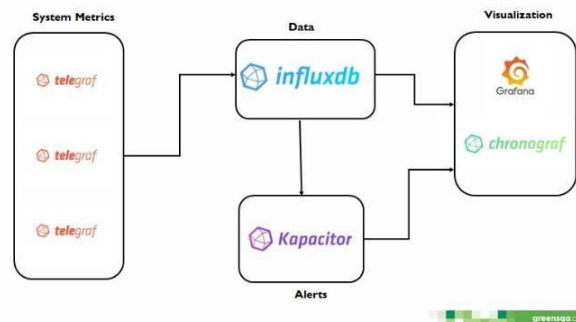 System Metrics
telegraf
telegraf
telegraf
Data
influxdb
Kapacitor
Alerts
Visualization
Grafana
chronograf